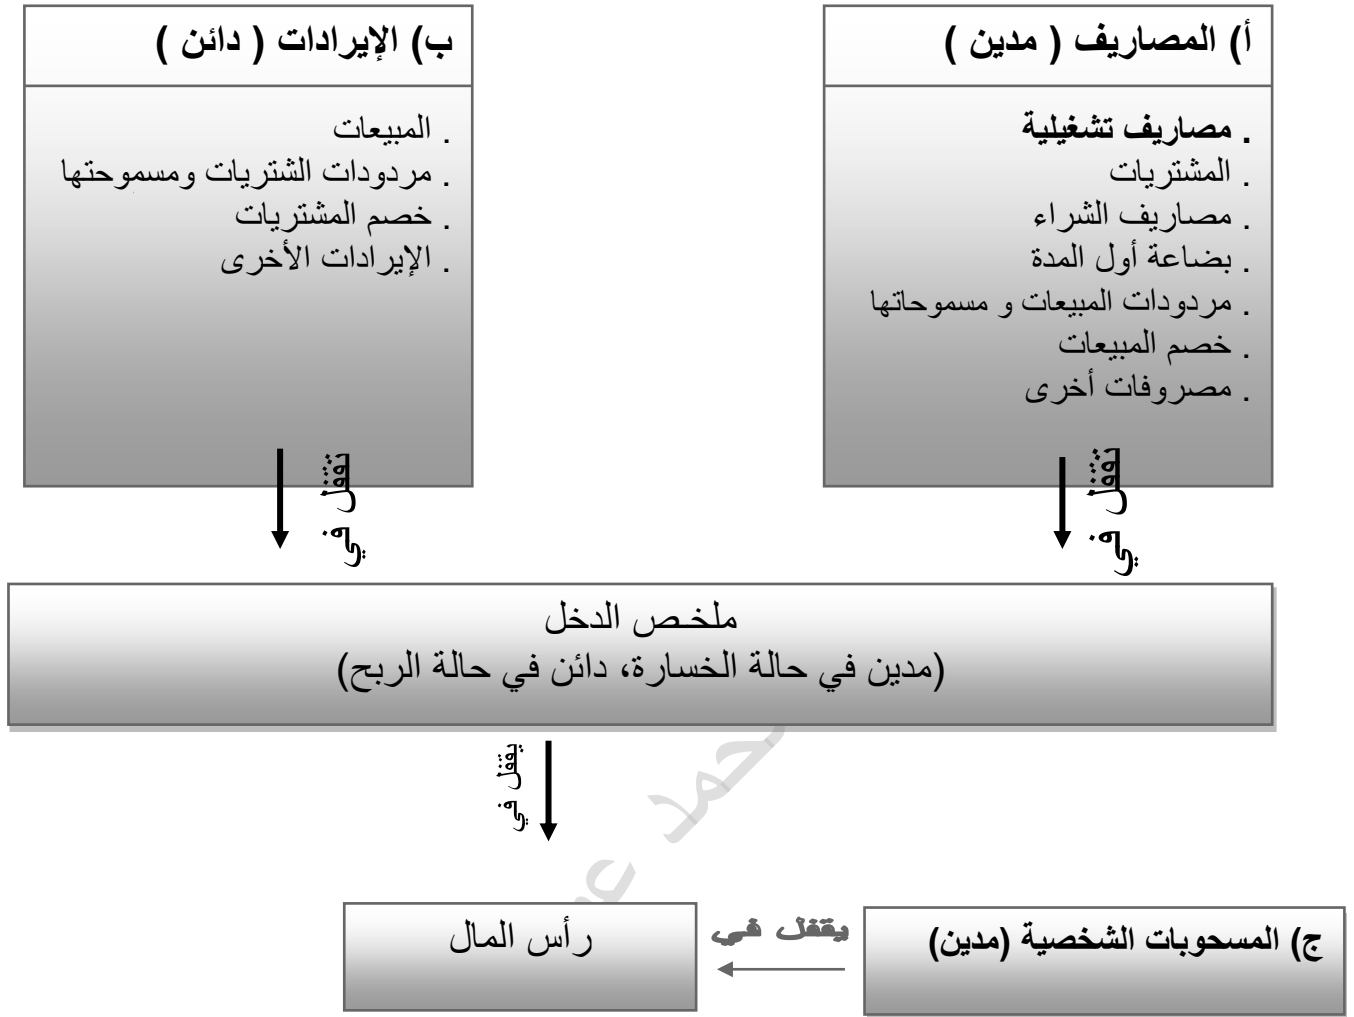 أ) المصاريف ( مدين )
. مصاريف تشغيلية
. المشتريات
. مصاريف الشراء
. بضاعة أول المدة
. مردودات المبيعات و مسموحاتها
. خصم المبيعات
. مصروفات أخرى
تقفل في
ب) الإيرادات ( دائن )
. المبيعات
. مردودات الشتريات ومسموحتها
. خصم المشتريات
. الإيرادات الأخرى
تقفل في
ملخص الدخل
(مدين في حالة الخسارة، دائن في حالة الربح)
يقفل في
ج) المسحوبات الشخصية (مدين)
يقفل في
رأس المال